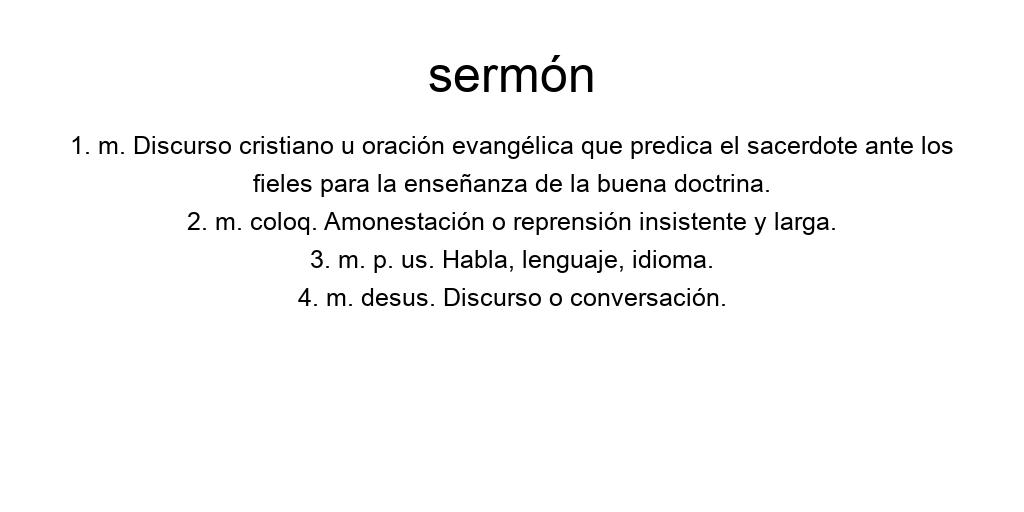 sermón
1. m. Discurso cristiano u oración evangélica que predica el sacerdote ante los
fieles para la enseñanza de la buena doctrina.
2. m. coloq. Amonestación o reprensión insistente y larga.
3. m. p. us. Habla, lenguaje, idioma.
4. m. desus. Discurso o conversación.